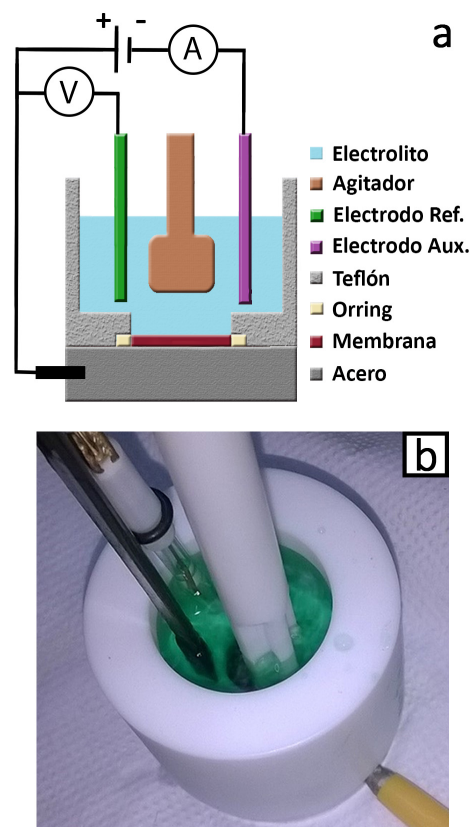 + -
A
a
V
Electrolito
Agitador
Electrodo Ref.
Electrodo Aux.
Teflón
Orring
Membrana
Acero
b